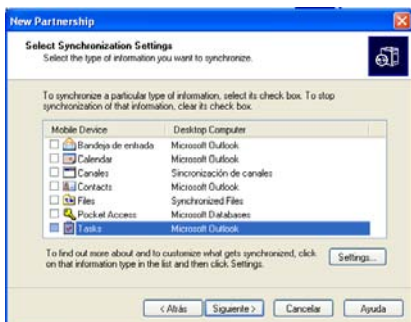 New Partnership
Select Synchronization Settings
Select the type of information you want to synchronize.
To synchronize a particular type of information, select its check box. To stop
synchronization of that information, clear its check box.
Mobile Device Desktop Computer
Bandeja de entrada Microsoft Outlook
Calendar Microsoft Outlook
Canales Sincronización de canales
Contacts Microsoft Outlook
Files Synchronized Files
Pocket Access Microsoft Databases
Tasks Microsoft Outlook
To find out more about and to customize what gets synchronized, click
on that information type in the list and then click Settings.
Settings...
< Atrás Siguiente > Cancelar Ayuda